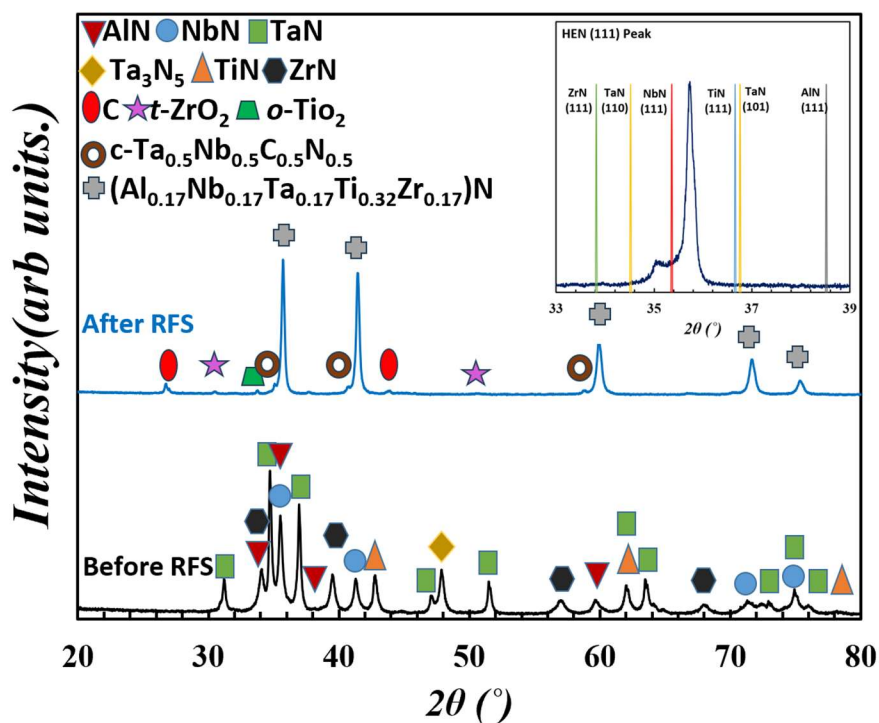 AlN NbN TaN
Ta₃N₅ TiN ZrN
C t-ZrO₂ o-Tio₂
c-Ta₀.₅Nb₀.₅C₀.₅N₀.₅
(Al₀.₁₇Nb₀.₁₇Ta₀.₁₇Ti₀.₃₂Zr₀.₁₇)N
HEN (111) Peak
ZrN (111)
TaN (110)
NbN (111)
TiN (111)
TaN (101)
AlN (111)
33 35 37 39
2θ (°)
Intensity(arb units.)
After RFS
Before RFS
20 30 40 50 60 70 80
2θ (°)